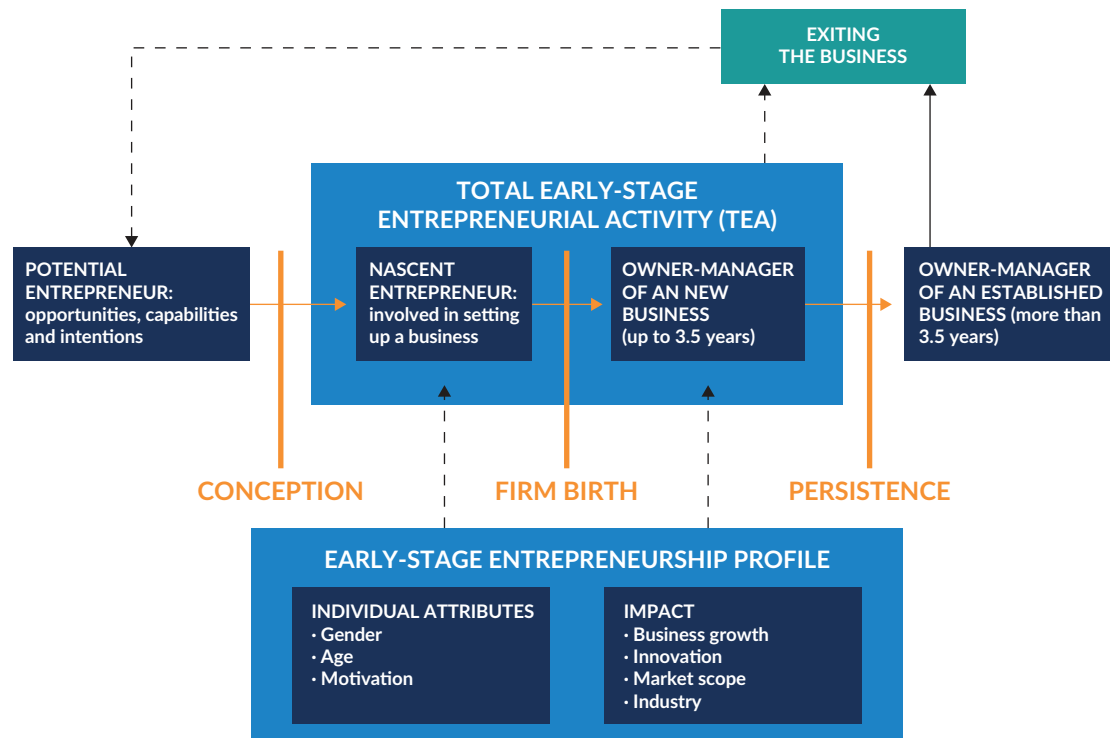 EXITING
THE BUSINESS
TOTAL EARLY-STAGE
ENTREPRENEURIAL ACTIVITY (TEA)
POTENTIAL
ENTREPRENEUR:
opportunities, capabilities
and intentions
NASCENT
ENTREPRENEUR:
involved in setting
up a business
OWNER-MANAGER
OF AN NEW
BUSINESS
(up to 3.5 years)
OWNER-MANAGER
OF AN ESTABLISHED
BUSINESS (more than
3.5 years)
CONCEPTION
FIRM BIRTH
PERSISTENCE
EARLY-STAGE ENTREPRENEURSHIP PROFILE
INDIVIDUAL ATTRIBUTES
· Gender
· Age
· Motivation
IMPACT
· Business growth
· Innovation
· Market scope
· Industry